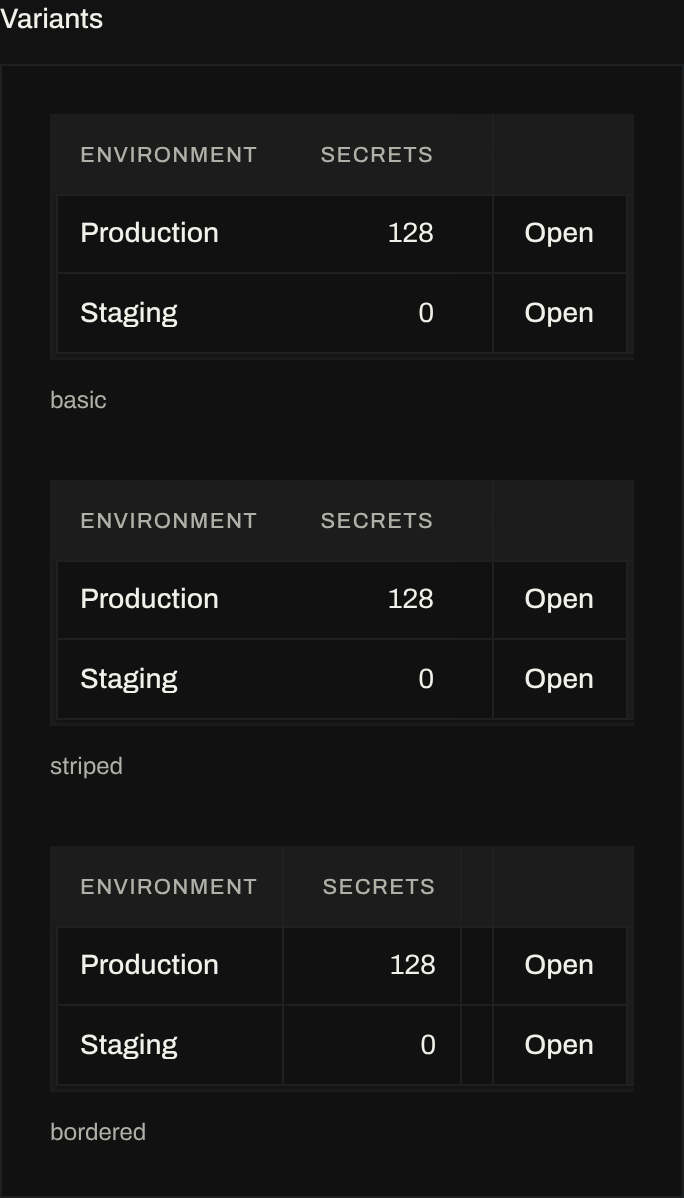 Variants
ENVIRONMENT SECRETS
Production 128 Open
Staging 0 Open
basic
ENVIRONMENT SECRETS
Production 128 Open
Staging 0 Open
striped
ENVIRONMENT SECRETS
Production 128 Open
Staging 0 Open
bordered